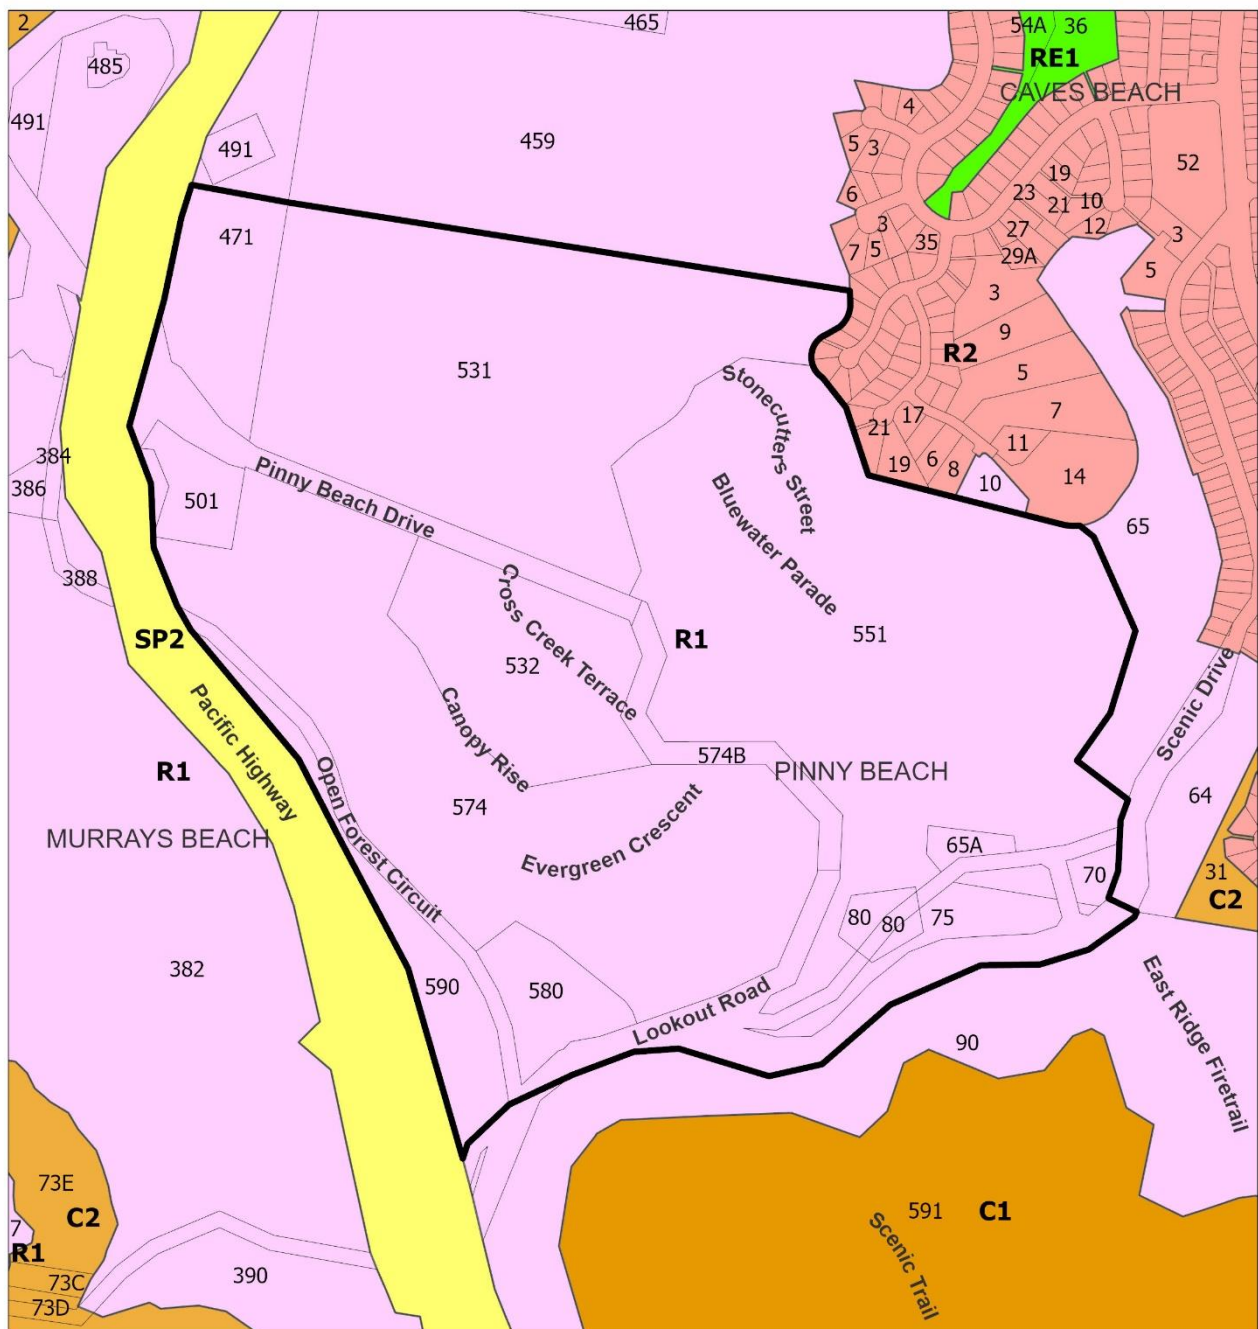 2
465
54A
36
RE1
485
CAVES BEACH
4
491
459
491
5
3
52
19
23
10
6
21
12
3
27
3
471
35
7
5
29A
5
3
9
R2
531
Stonecutters Street
5
7
17
21
11
384
Pinny Beach Drive
19
6
8
14
386
10
501
Bluewater Parade
65
388
Cross Creek Terrace
SP2
R1
551
532
Scenic Drive
Pacific Highway
Canopy Rise
574B
R1
PINNY BEACH
Open Forest Circuit
64
574
MURRAYS BEACH
Evergreen Crescent
65A
31
70
C2
80
80
75
382
590
580
Lookout Road
East Ridge Firetrail
90
73E
C2
591
C1
7
R1
Scenic Trail
390
73C
73D